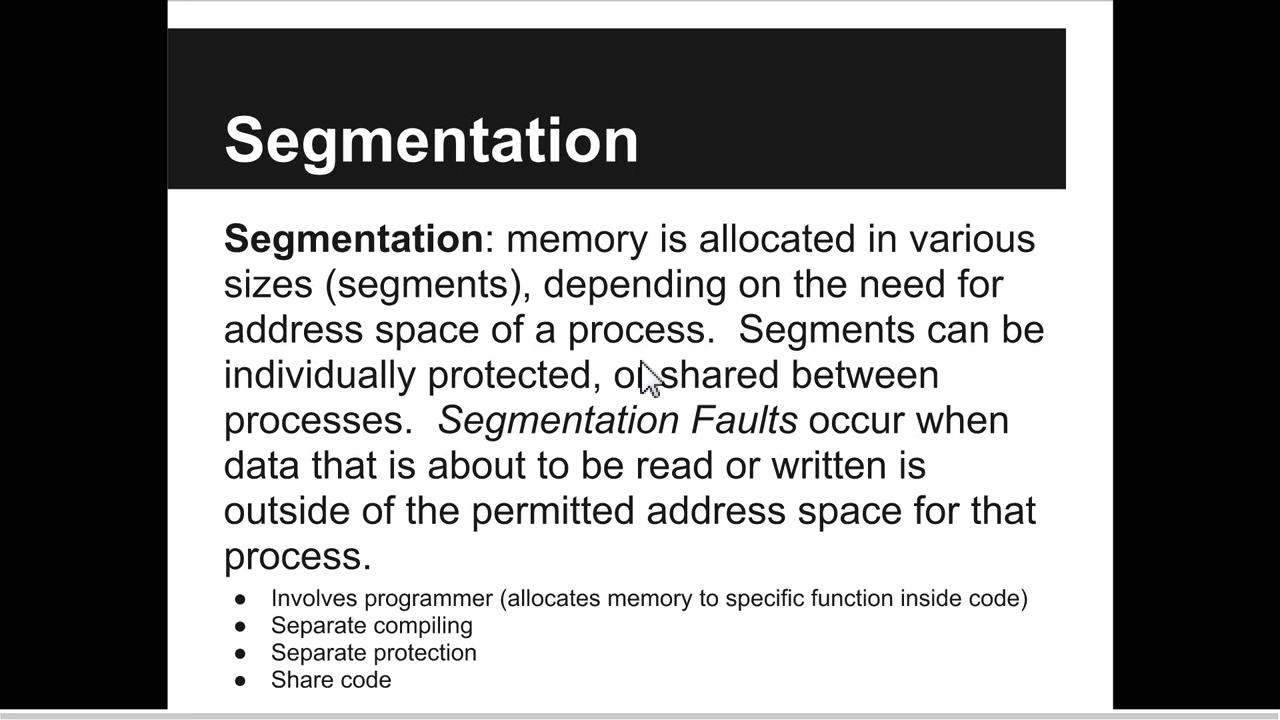 Segmentation
Segmentation: memory is allocated in various
sizes (segments), depending on the need for
address space of a process. Segments can be
individually protected, or shared between
processes. Segmentation Faults occur when
data that is about to be read or written is
outside of the permitted address space for that
process.
● Involves programmer (allocates memory to specific function inside code)
● Separate compiling
● Separate protection
● Share code